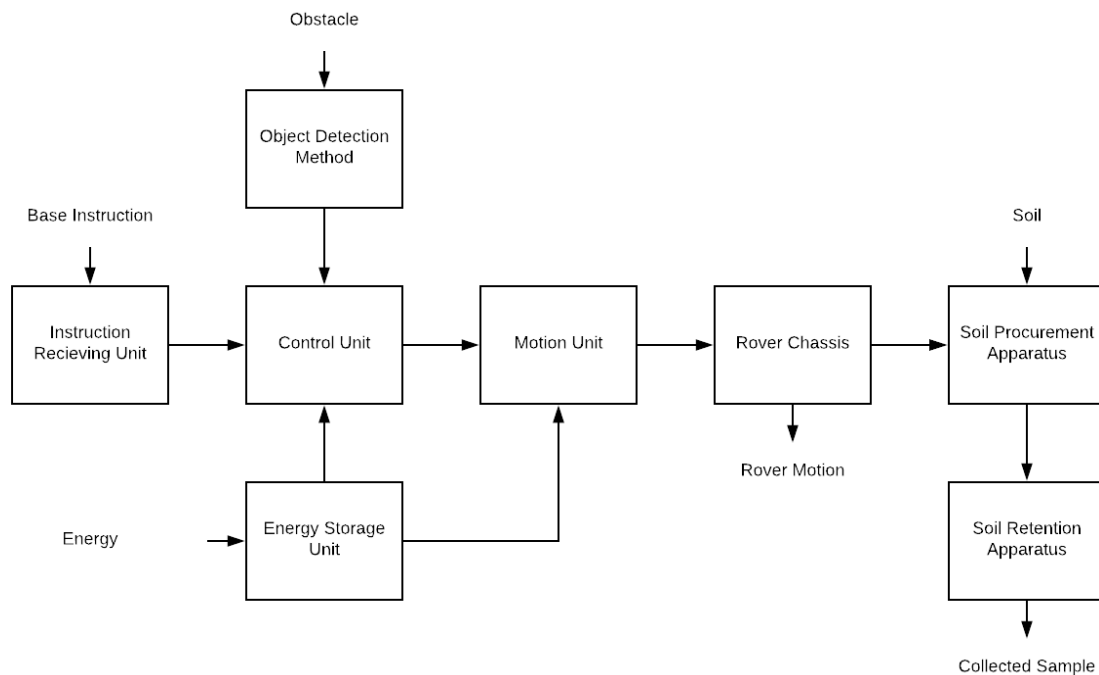 Obstacle
Object Detection
Method
Base Instruction
Soil
Instruction
Recieving Unit
Control Unit
Motion Unit
Rover Chassis
Soil Procurement
Apparatus
Rover Motion
Energy
Energy Storage
Unit
Soil Retention
Apparatus
Collected Sample